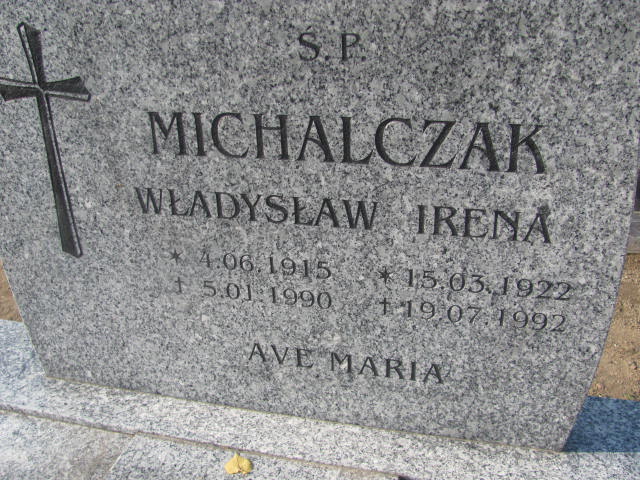 Ś.P.
MICHALCZAK
WŁADYSŁAW IRENA
* 4.06.1915 * 15.03.1922
† 5.01.1990 † 19.07.1992
AVE MARIA